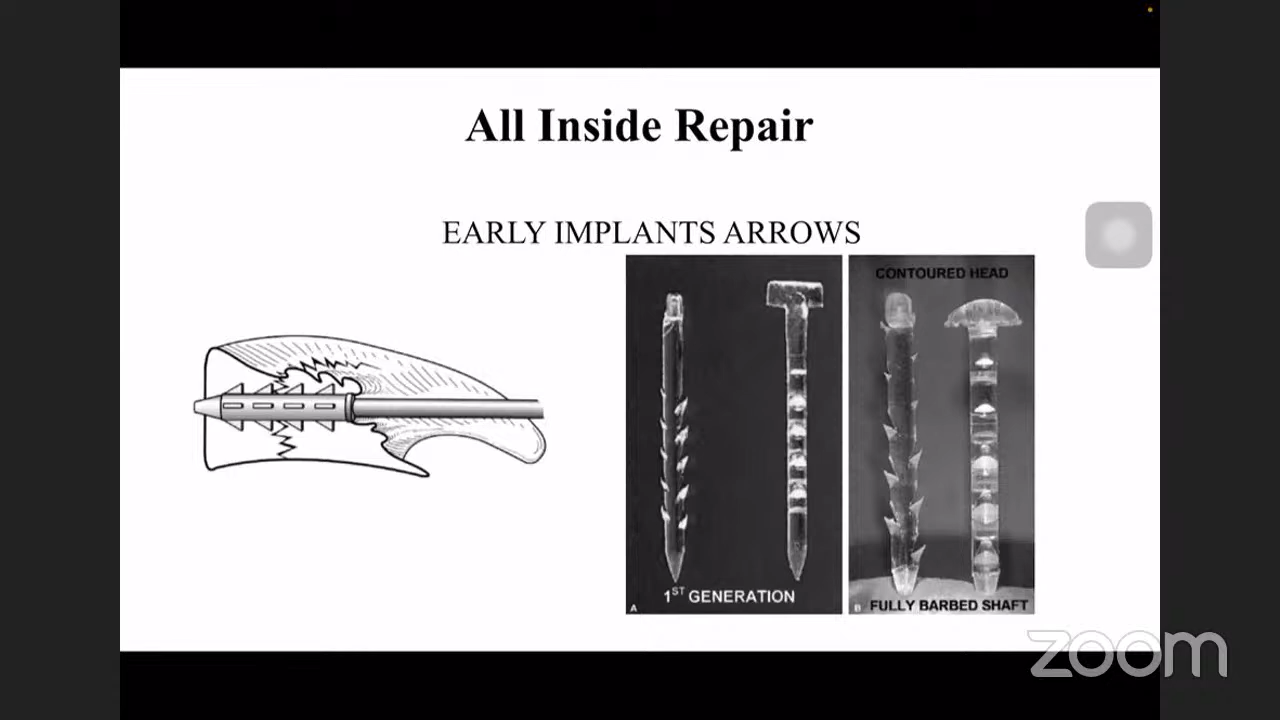 All Inside Repair
EARLY IMPLANTS ARROWS
CONTOURED HEAD
1ST GENERATION
A
B
FULLY BARBED SHAFT
zoom